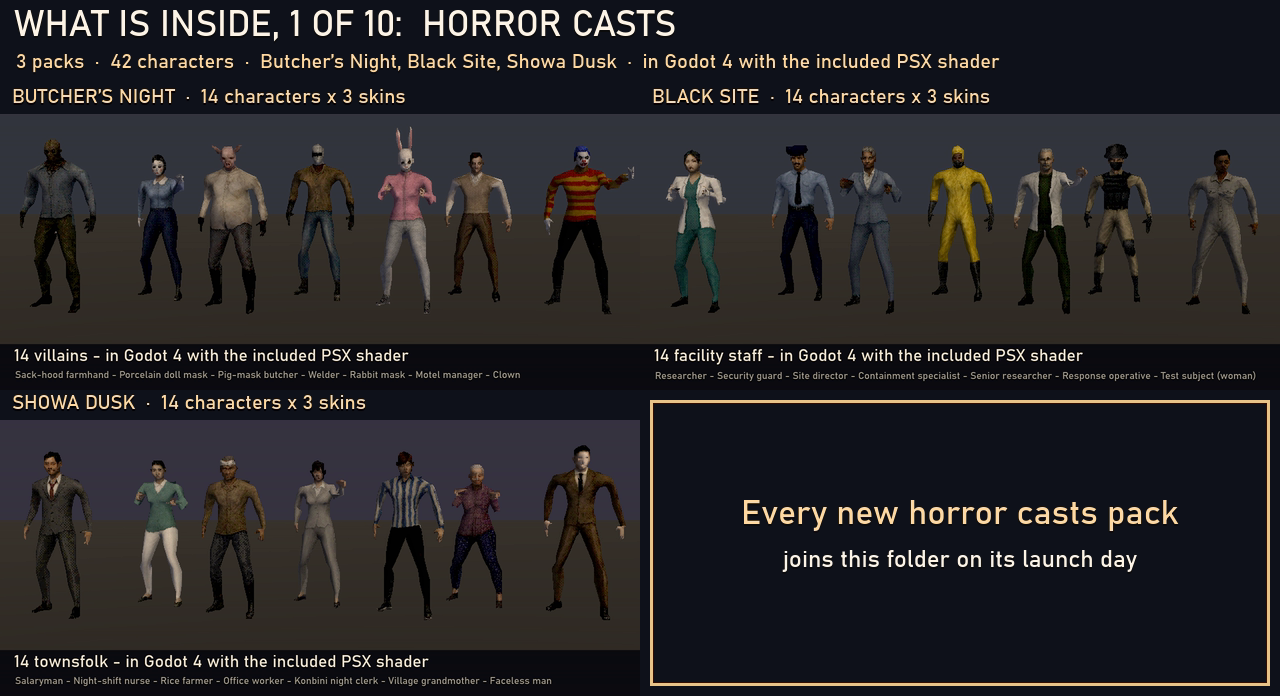 WHAT IS INSIDE, 1 OF 10: HORROR CASTS
3 packs · 42 characters · Butcher's Night, Black Site, Showa Dusk · in Godot 4 with the included PSX shader
BUTCHER'S NIGHT · 14 characters x 3 skins
14 villains - in Godot 4 with the included PSX shader
Sack-hood farmhand - Porcelain doll mask - Pig-mask butcher - Welder - Rabbit mask - Motel manager - Clown
BLACK SITE · 14 characters x 3 skins
14 facility staff - in Godot 4 with the included PSX shader
Researcher - Security guard - Site director - Containment specialist - Senior researcher - Response operative - Test subject (woman)
SHOWA DUSK · 14 characters x 3 skins
14 townsfolk - in Godot 4 with the included PSX shader
Salaryman - Night-shift nurse - Rice farmer - Office worker - Konbini night clerk - Village grandmother - Faceless man
Every new horror casts pack
joins this folder on its launch day